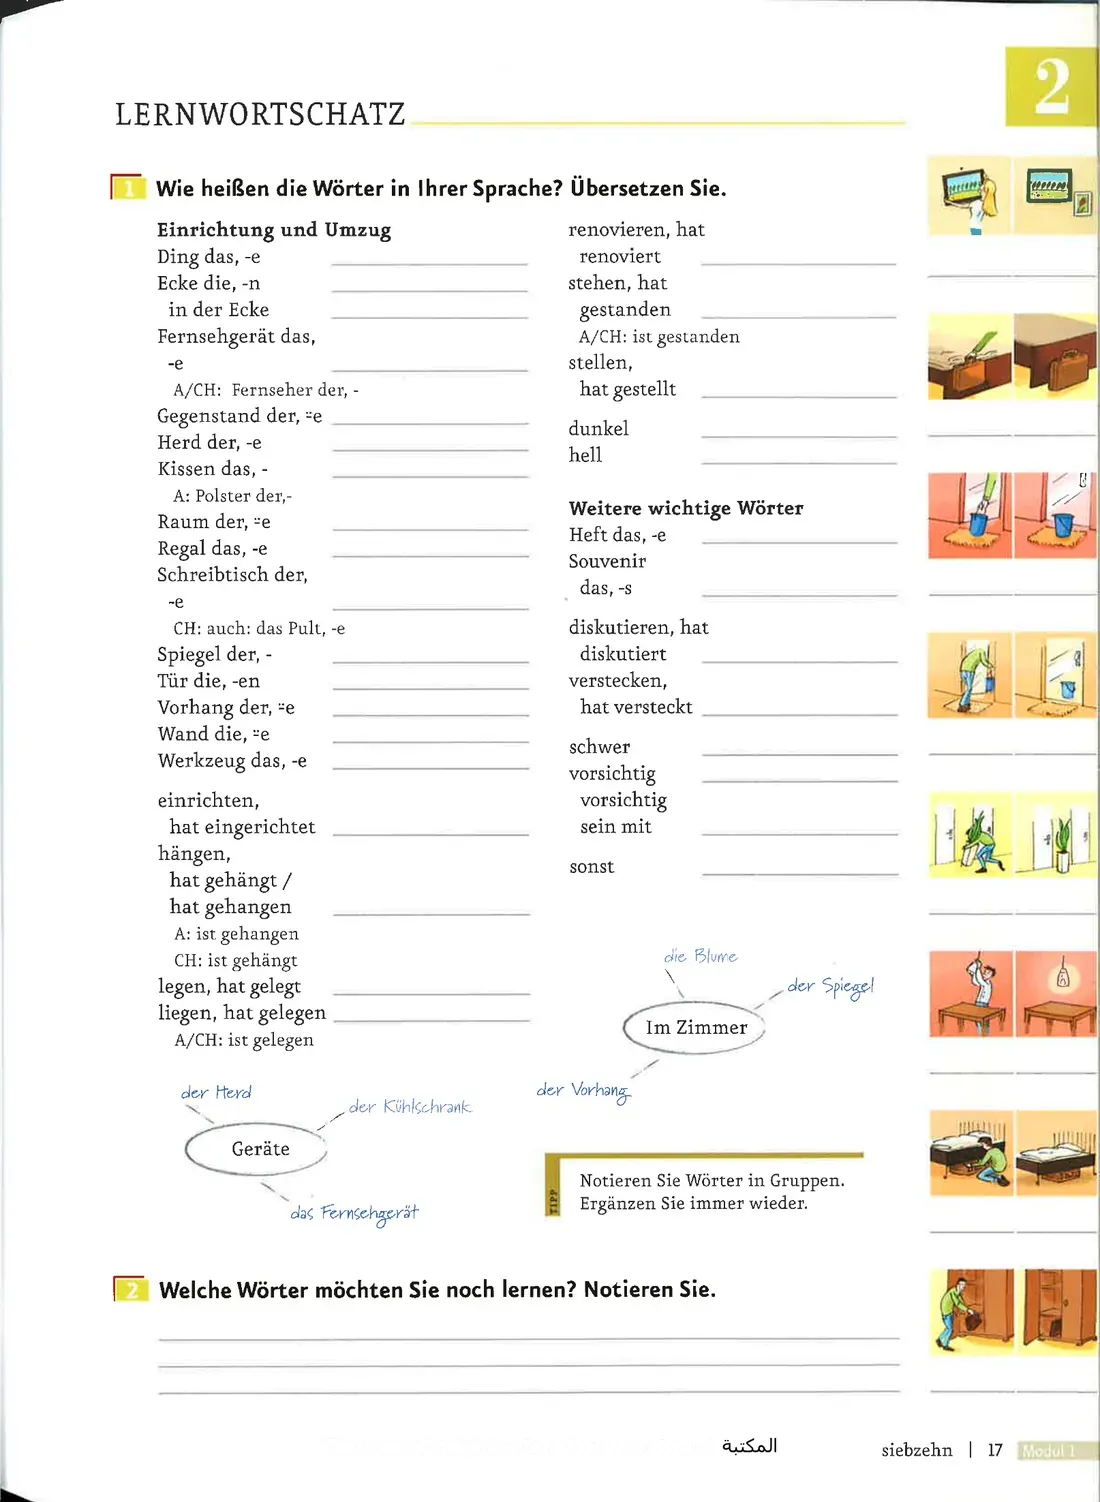 2
LERNWORTSCHATZ
1 Wie heißen die Wörter in Ihrer Sprache? Übersetzen Sie.
Einrichtung und Umzug
Ding das, -e
Ecke die, -n
in der Ecke
Fernsehgerät das,
-e
A/CH: Fernseher der, -
Gegenstand der, ⸚e
Herd der, -e
Kissen das, -
A: Polster der,-
Raum der, ⸚e
Regal das, -e
Schreibtisch der,
-e
CH: auch: das Pult, -e
Spiegel der, -
Tür die, -en
Vorhang der, ⸚e
Wand die, ⸚e
Werkzeug das, -e
einrichten,
hat eingerichtet
hängen,
hat gehängt /
hat gehangen
A: ist gehangen
CH: ist gehängt
legen, hat gelegt
liegen, hat gelegen
A/CH: ist gelegen
renovieren, hat
renoviert
stehen, hat
gestanden
A/CH: ist gestanden
stellen,
hat gestellt
dunkel
hell
Weitere wichtige Wörter
Heft das, -e
Souvenir
das, -s
diskutieren, hat
diskutiert
verstecken,
hat versteckt
schwer
vorsichtig
vorsichtig
sein mit
sonst
die Blume
der Spiegel
Im Zimmer
der Vorhang
der Herd
der Kühlschrank
Geräte
das Fernsehgerät
TIPP
Notieren Sie Wörter in Gruppen.
Ergänzen Sie immer wieder.
2 Welche Wörter möchten Sie noch lernen? Notieren Sie.
المكتبة
siebzehn | 17 Modul 1